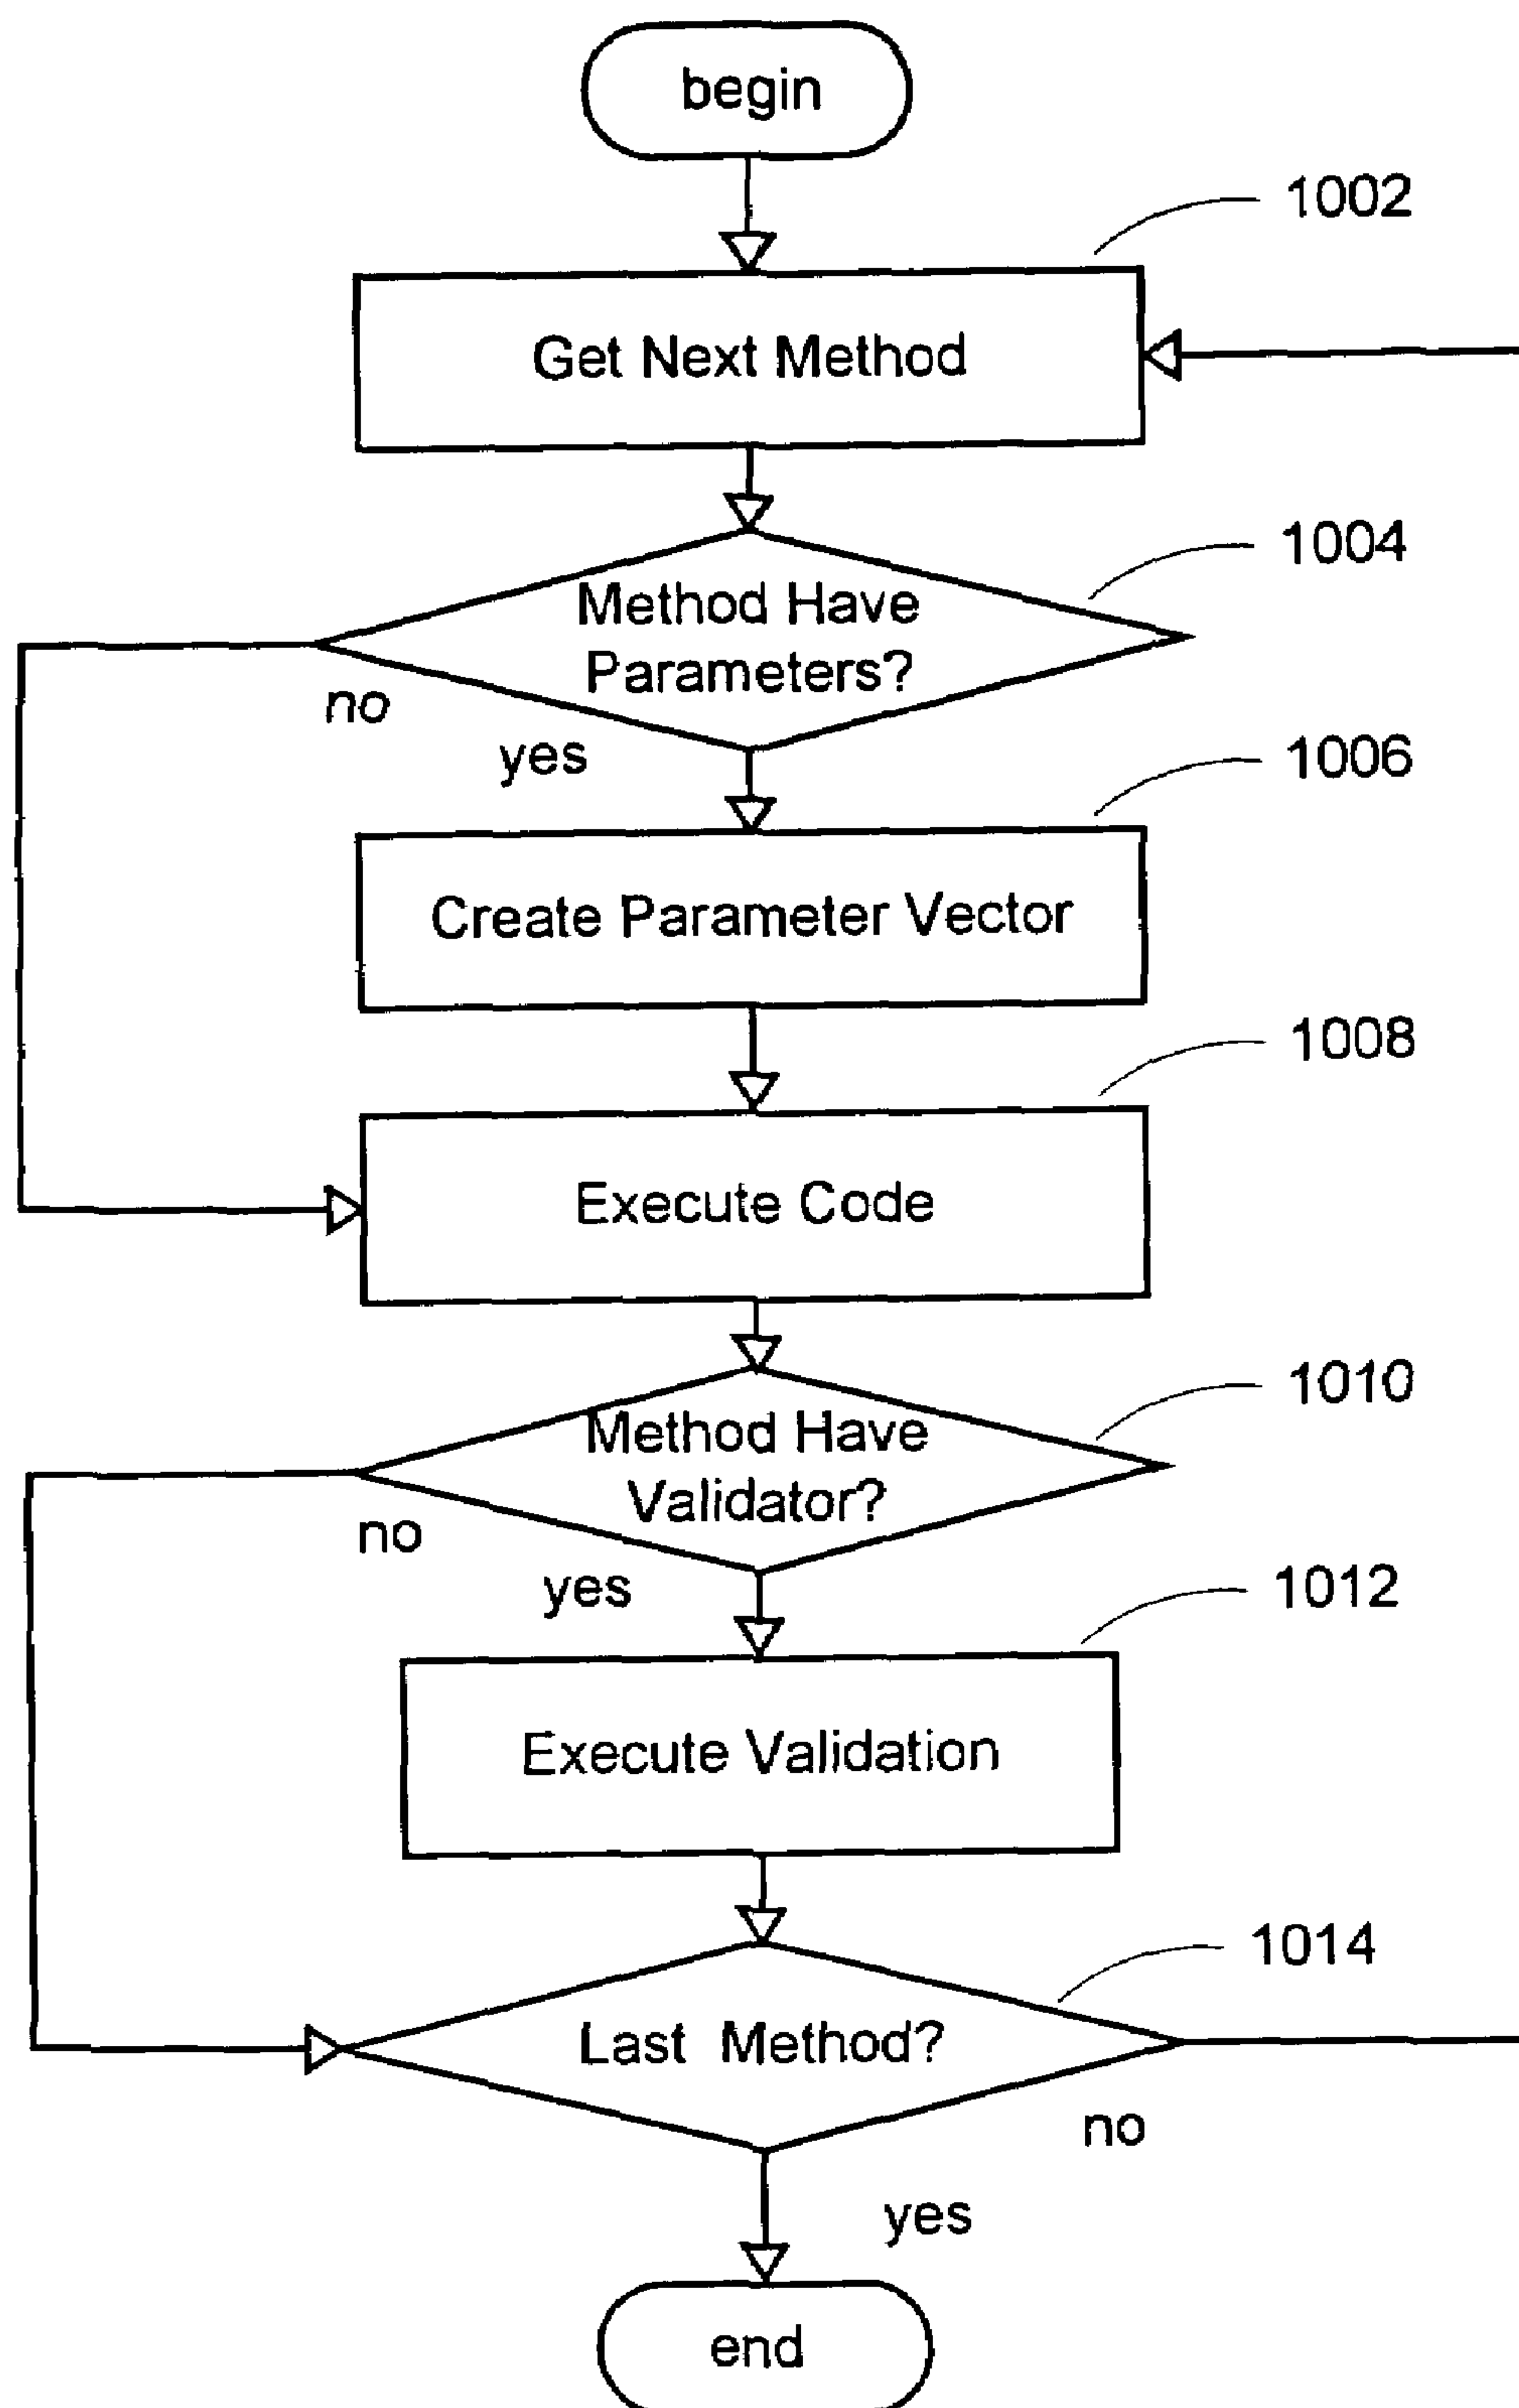 begin
1002
Get Next Method
1004
Method Have
Parameters?
no
yes
1006
Create Parameter Vector
1008
Execute Code
1010
Method Have
Validator?
no
yes
1012
Execute Validation
1014
Last Method?
no
yes
end